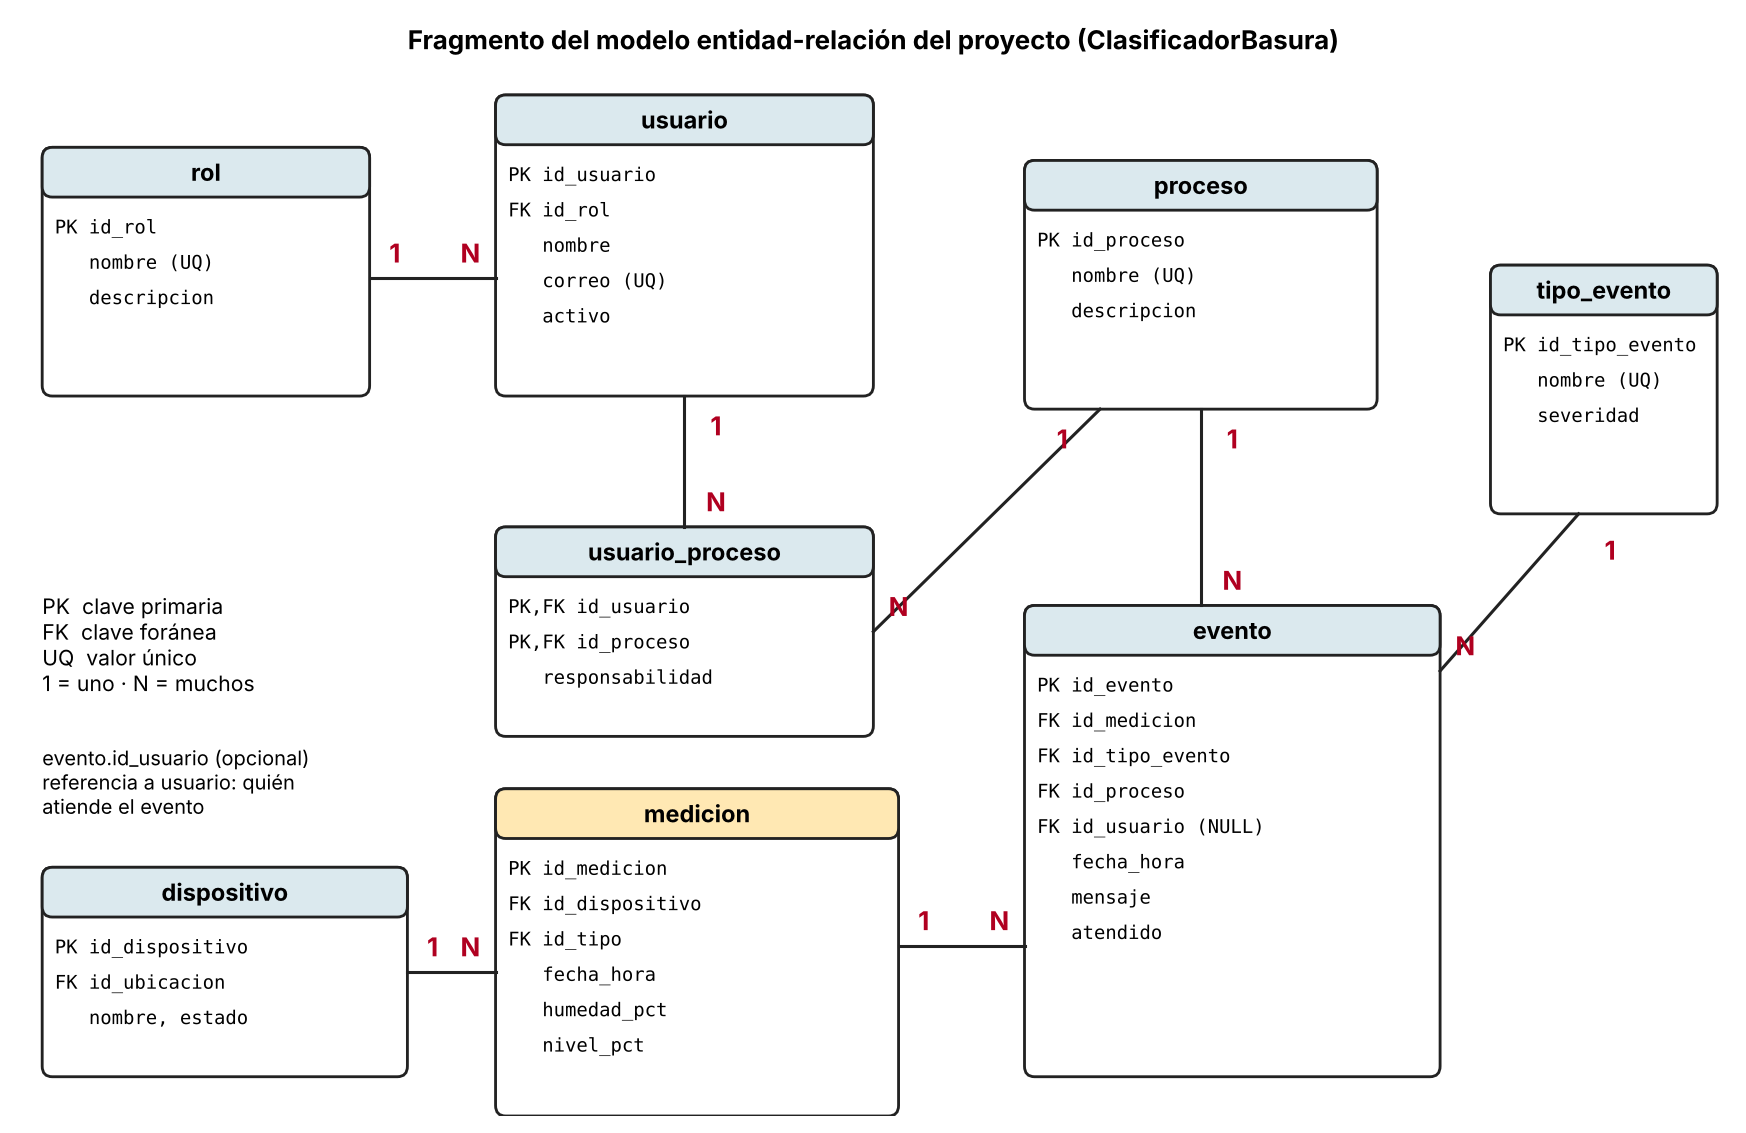 Fragmento del modelo entidad-relación del proyecto (ClasificadorBasura)
rol
PK id_rol
nombre (UQ)
descripcion
1 N
usuario
PK id_usuario
FK id_rol
nombre
correo (UQ)
activo
1
N
proceso
PK id_proceso
nombre (UQ)
descripcion
1
N
1
N
tipo_evento
PK id_tipo_evento
nombre (UQ)
severidad
1
N
usuario_proceso
PK,FK id_usuario
PK,FK id_proceso
responsabilidad
PK clave primaria
FK clave foránea
UQ valor único
1 = uno · N = muchos
evento.id_usuario (opcional)
referencia a usuario: quién
atiende el evento
evento
PK id_evento
FK id_medicion
FK id_tipo_evento
FK id_proceso
FK id_usuario (NULL)
fecha_hora
mensaje
atendido
dispositivo
PK id_dispositivo
FK id_ubicacion
nombre, estado
1 N
medicion
PK id_medicion
FK id_dispositivo
FK id_tipo
fecha_hora
humedad_pct
nivel_pct
1 N